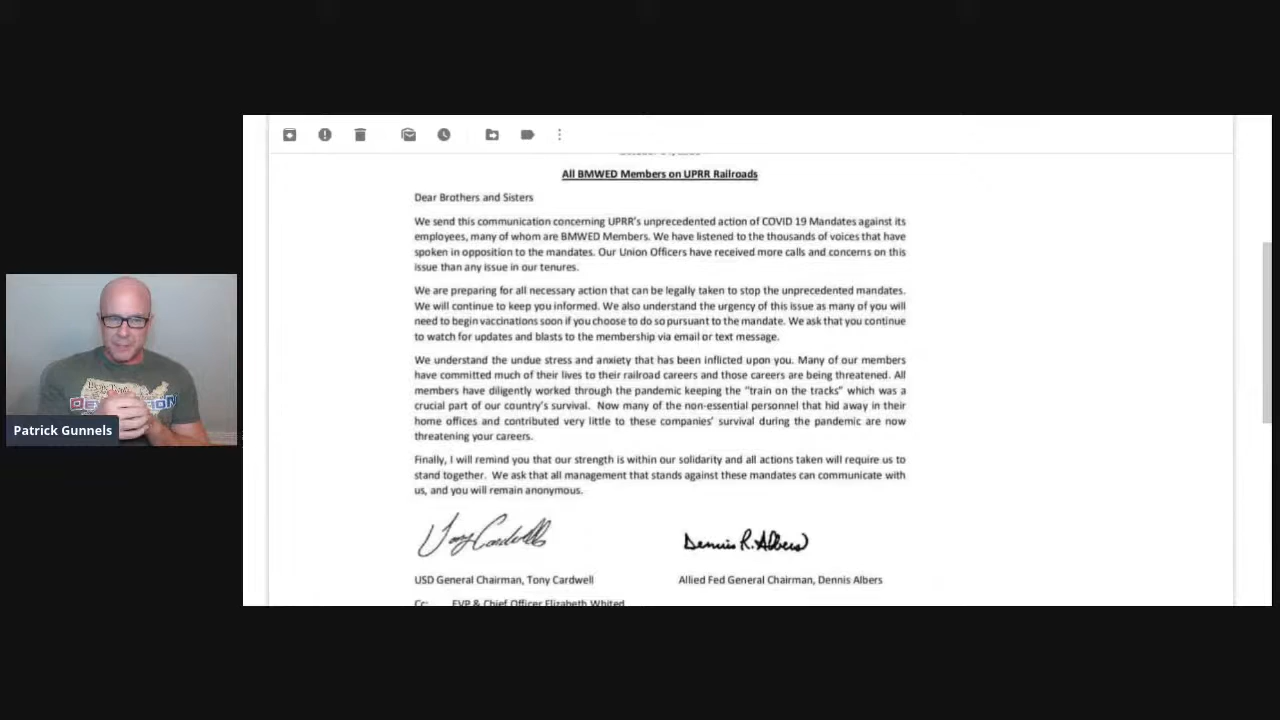 All BMWED Members on UPRR Railroads
Dear Brothers and Sisters
We send this communication concerning UPRR's unprecedented action of COVID 19 Mandates against its
employees, many of whom are BMWED Members. We have listened to the thousands of voices that have
spoken in opposition to the mandates. Our Union Officers have received more calls and concerns on this
issue than any issue in our tenures.
We are preparing for all necessary action that can be legally taken to stop the unprecedented mandates.
We will continue to keep you informed. We also understand the urgency of this issue as many of you will
need to begin vaccinations soon if you choose to do so pursuant to the mandate. We ask that you continue
to watch for updates and blasts to the membership via email or text message.
We understand the undue stress and anxiety that has been inflicted upon you. Many of our members
have committed much of their lives to their railroad careers and those careers are being threatened. All
members have diligently worked through the pandemic keeping the "train on the tracks" which was a
crucial part of our country's survival. Now many of the non-essential personnel that hid away in their
home offices and contributed very little to these companies' survival during the pandemic are now
threatening your careers.
Finally, I will remind you that our strength is within our solidarity and all actions taken will require us to
stand together. We ask that all management that stands against these mandates can communicate with
us, and you will remain anonymous.
Tony Cardwell
Dennis R. Albers
USD General Chairman, Tony Cardwell
Allied Fed General Chairman, Dennis Albers
Cc: EVP & Chief Officer Elizabeth Whited
Patrick Gunnels